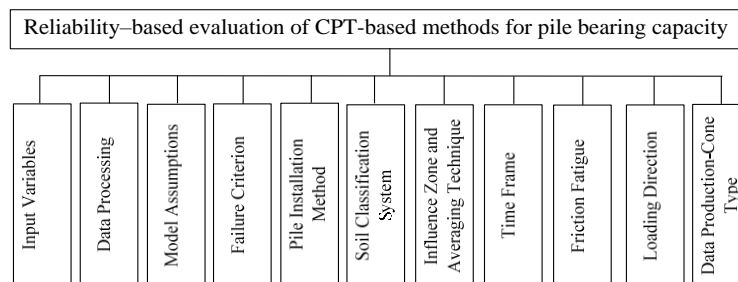 Reliability–based evaluation of CPT-based methods for pile bearing capacity
Input Variables
Data Processing
Model Assumptions
Failure Criterion
Pile Installation
Method
Soil Classification
System
Influence Zone and
Averaging Technique
Time Frame
Friction Fatigue
Loading Direction
Data Production-Cone
Type